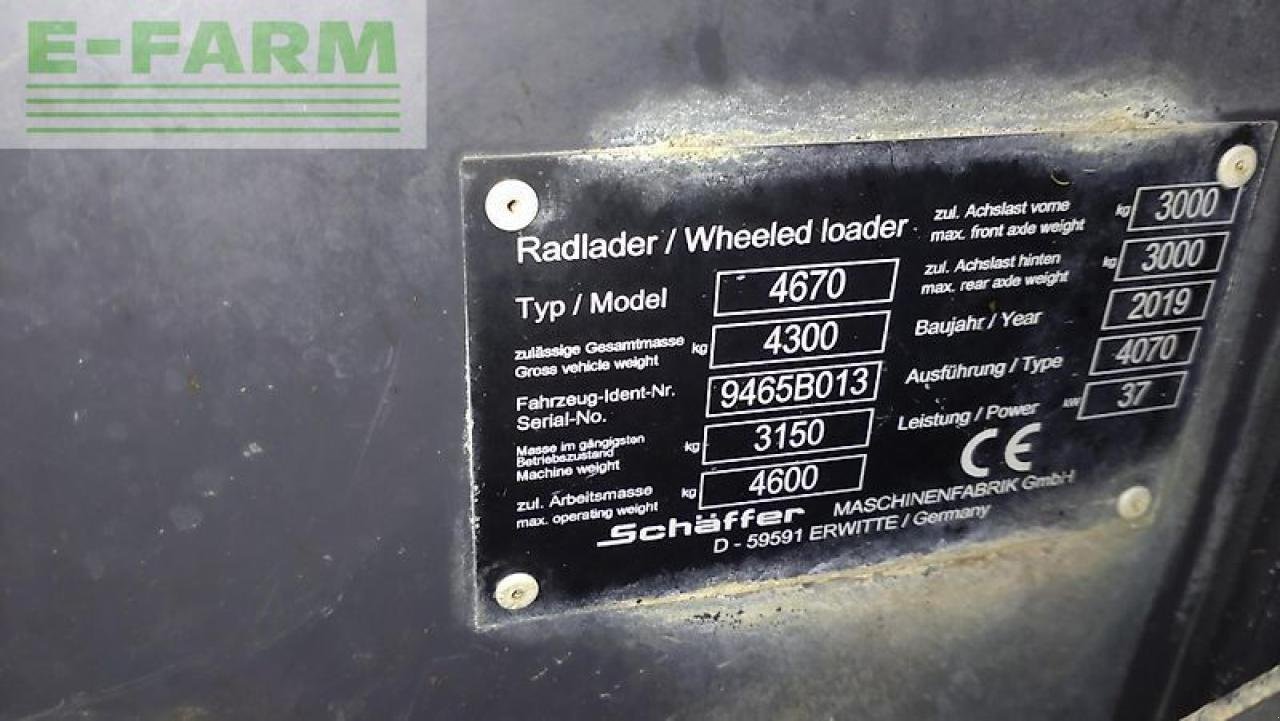 E-FARM
Radlader / Wheeled loader
Typ / Model 4670
zulässige Gesamtmasse
Gross vehicle weight kg 4300
Fahrzeug-Ident-Nr.
Serial-No. 9465B013
Masse im gängigsten
Betriebszustand
Machine weight kg 3150
zul. Arbeitsmasse
max. operating weight kg 4600
zul. Achslast vorne
max. front axle weight kg 3000
zul. Achslast hinten
max. rear axle weight kg 3000
Baujahr / Year 2019
Ausführung / Type 4070
Leistung / Power kW 37
CE
Schäffer MASCHINENFABRIK GmbH
D - 59591 ERWITTE / Germany